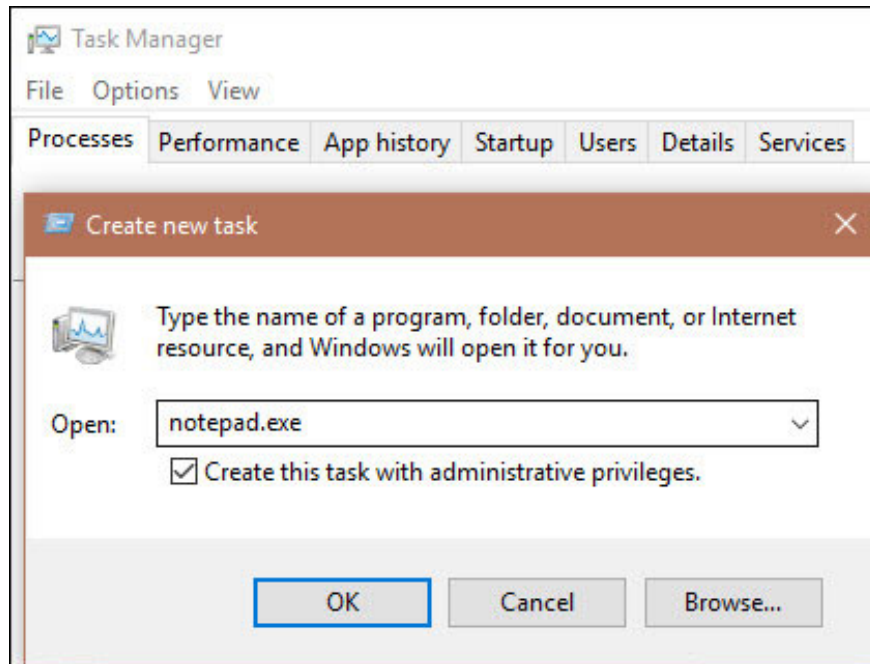 Task Manager
File Options View
Processes Performance App history Startup Users Details Services
Create new task
Type the name of a program, folder, document, or Internet
resource, and Windows will open it for you.
Open: notepad.exe
Create this task with administrative privileges.
OK Cancel Browse...